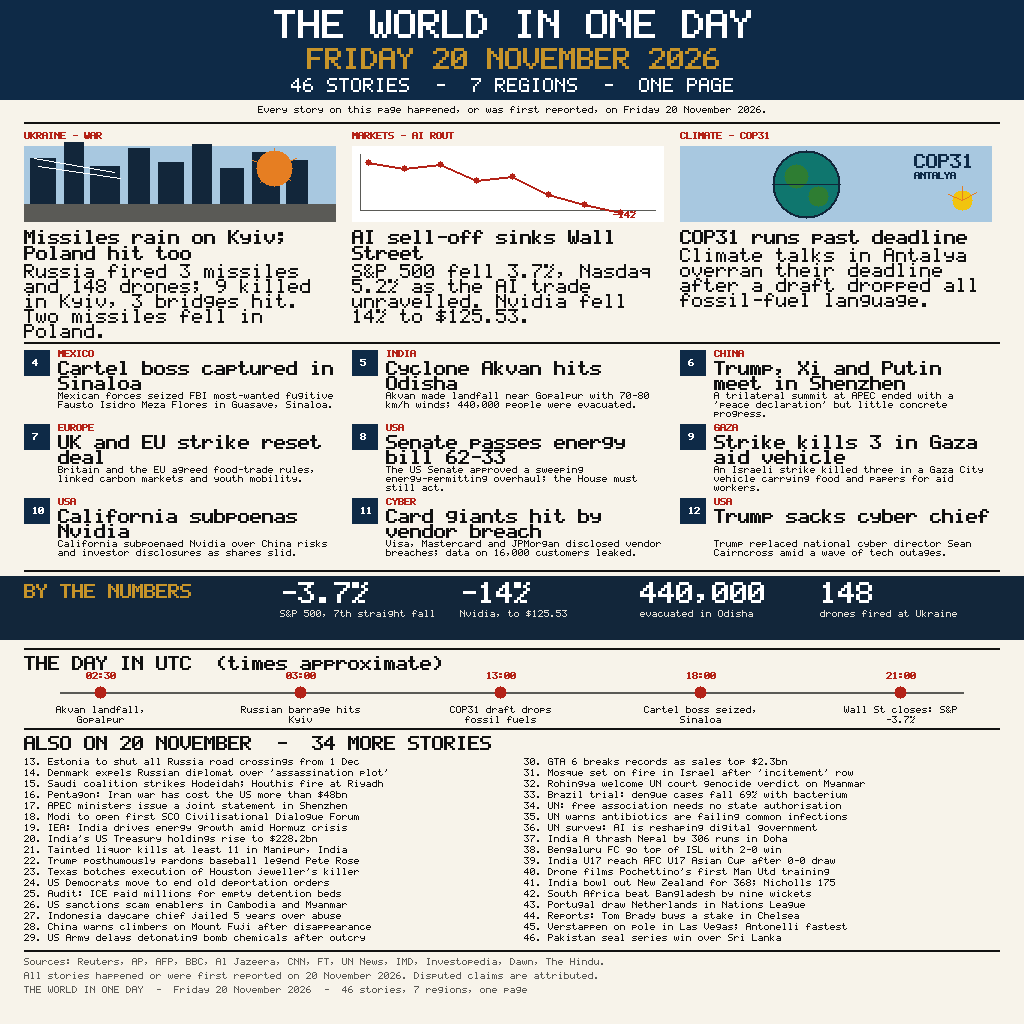 THE WORLD IN ONE DAY
FRIDAY 20 NOVEMBER 2026
46 STORIES - 7 REGIONS - ONE PAGE
Every story on this page happened, or was first reported, on Friday 20 November 2026.
UKRAINE - WAR
Missiles rain on Kyiv;
Poland hit too
Russia fired 3 missiles
and 148 drones; 9 killed
in Kyiv, 3 bridges hit.
Two missiles fell in
Poland.
MARKETS - AI ROUT
-14%
AI sell-off sinks Wall
Street
S&P 500 fell 3.7%, Nasdaq
5.2% as the AI trade
unravelled. Nvidia fell
14% to $125.53.
CLIMATE - COP31
COP31
ANTALYA
COP31 runs past deadline
Climate talks in Antalya
overran their deadline
after a draft dropped all
fossil-fuel language.
4
MEXICO
Cartel boss captured in
Sinaloa
Mexican forces seized FBI most-wanted fugitive
Fausto Isidro Meza Flores in Guasave, Sinaloa.
5
INDIA
Cyclone Akvan hits
Odisha
Akvan made landfall near Gopalpur with 70-80
km/h winds; 440,000 people were evacuated.
6
CHINA
Trump, Xi and Putin
meet in Shenzhen
A trilateral summit at APEC ended with a
'peace declaration' but little concrete
progress.
7
EUROPE
UK and EU strike reset
deal
Britain and the EU agreed food-trade rules,
linked carbon markets and youth mobility.
8
USA
Senate passes energy
bill 62-33
The US Senate approved a sweeping
energy-permitting overhaul; the House must
still act.
9
GAZA
Strike kills 3 in Gaza
aid vehicle
An Israeli strike killed three in a Gaza City
vehicle carrying food and papers for aid
workers.
10
USA
California subpoenas
Nvidia
California subpoenaed Nvidia over China risks
and investor disclosures as shares slid.
11
CYBER
Card giants hit by
vendor breach
Visa, Mastercard and JPMorgan disclosed vendor
breaches; data on 16,000 customers leaked.
12
USA
Trump sacks cyber chief
Trump replaced national cyber director Sean
Cairncross amid a wave of tech outages.
BY THE NUMBERS
-3.7%
S&P 500, 7th straight fall
-14%
Nvidia, to $125.53
440,000
evacuated in Odisha
148
drones fired at Ukraine
THE DAY IN UTC (times approximate)
02:30
Akvan landfall,
Gopalpur
03:00
Russian barrage hits
Kyiv
13:00
COP31 draft drops
fossil fuels
18:00
Cartel boss seized,
Sinaloa
21:00
Wall St closes: S&P
-3.7%
ALSO ON 20 NOVEMBER - 34 MORE STORIES
13. Estonia to shut all Russia road crossings from 1 Dec
14. Denmark expels Russian diplomat over 'assassination plot'
15. Saudi coalition strikes Hodeidah; Houthis fire at Riyadh
16. Pentagon: Iran war has cost the US more than $48bn
17. APEC ministers issue a joint statement in Shenzhen
18. Modi to open first SCO Civilisational Dialogue Forum
19. IEA: India drives energy growth amid Hormuz crisis
20. India's US Treasury holdings rise to $228.2bn
21. Tainted liquor kills at least 11 in Manipur, India
22. Trump posthumously pardons baseball legend Pete Rose
23. Texas botches execution of Houston jeweller's killer
24. US Democrats move to end old deportation orders
25. Audit: ICE paid millions for empty detention beds
26. US sanctions scam enablers in Cambodia and Myanmar
27. Indonesia daycare chief jailed 5 years over abuse
28. China warns climbers on Mount Fuji after disappearance
29. US Army delays detonating bomb chemicals after outcry
30. GTA 6 breaks records as sales top $2.3bn
31. Mosque set on fire in Israel after 'incitement' row
32. Rohingya welcome UN court genocide verdict on Myanmar
33. Brazil trial: dengue cases fall 69% with bacterium
34. UN: free association needs no state authorisation
35. UN warns antibiotics are failing common infections
36. UN survey: AI is reshaping digital government
37. India A thrash Nepal by 306 runs in Doha
38. Bengaluru FC go top of ISL with 2-0 win
39. India U17 reach AFC U17 Asian Cup after 0-0 draw
40. Drone films Pochettino's first Man Utd training
41. India bowl out New Zealand for 368; Nicholls 175
42. South Africa beat Bangladesh by nine wickets
43. Portugal draw Netherlands in Nations League
44. Reports: Tom Brady buys a stake in Chelsea
45. Verstappen on pole in Las Vegas; Antonelli fastest
46. Pakistan seal series win over Sri Lanka
Sources: Reuters, AP, AFP, BBC, Al Jazeera, CNN, FT, UN News, IMD, Investopedia, Dawn, The Hindu.
All stories happened or were first reported on 20 November 2026. Disputed claims are attributed.
THE WORLD IN ONE DAY - Friday 20 November 2026 - 46 stories, 7 regions, one page